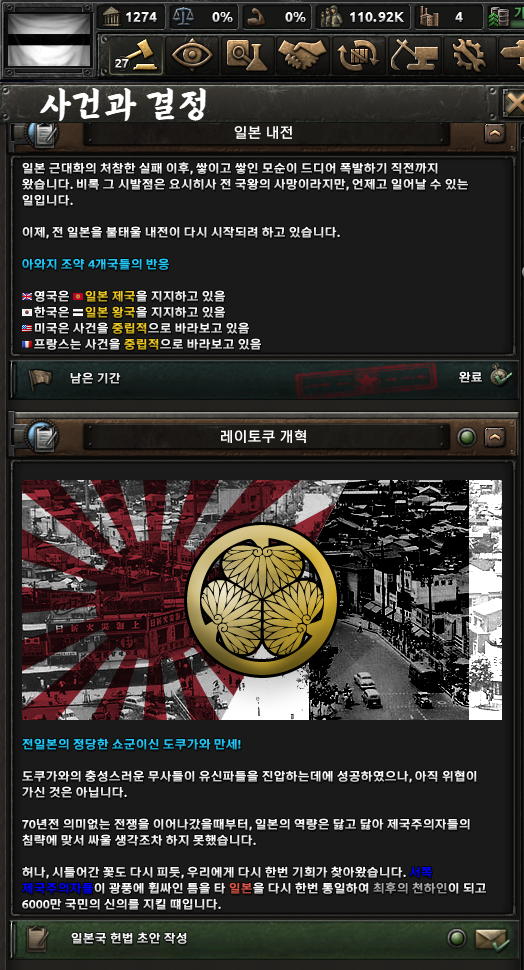 1274
0%
0%
110.92K
4
27
사건과 결정
일본 내전
일본 근대화의 처참한 실패 이후, 쌓이고 쌓인 모순이 드디어 폭발하기 직전까지
왔습니다. 비록 그 시발점은 요시히사 전 국왕의 사망이라지만, 언제고 일어날 수 있는
일입니다.
이제, 전 일본을 불태울 내전이 다시 시작되려 하고 있습니다.
아와지 조약 4개국들의 반응
영국은 일본 제국을 지지하고 있음
한국은 일본 왕국을 지지하고 있음
미국은 사건을 중립적으로 바라보고 있음
프랑스는 사건을 중립적으로 바라보고 있음
남은 기간
완료
레이토쿠 개혁
전일본의 정당한 쇼군이신 도쿠가와 만세!
도쿠가와의 충성스러운 무사들이 유신파들을 진압하는데에 성공하였으나, 아직 위협이
가신 것은 아닙니다.
70년전 의미없는 전쟁을 이어나갔을때부터, 일본의 역량은 닳고 닳아 제국주의자들의
침략에 맞서 싸울 생각조차 하지 못했습니다.
허나, 시들어간 꽃도 다시 피듯, 우리에게 다시 한번 기회가 찾아왔습니다. 서쪽
제국주의자들이 광풍에 휩싸인 틈을 타 일본을 다시 한번 통일하여 최후의 천하인이 되고
6000만 국민의 신의를 지킬 때입니다.
일본국 헌법 초안 작성